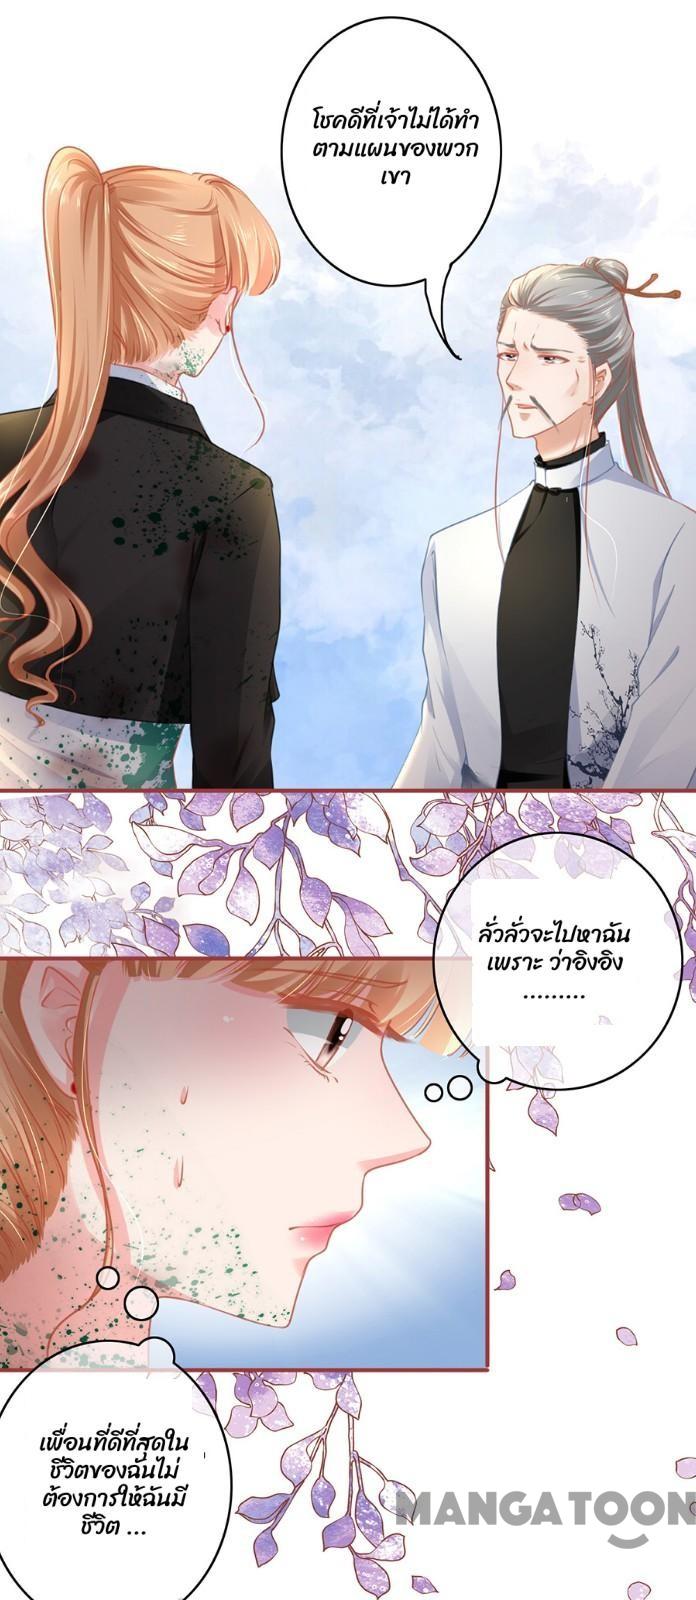 โชคดีที่เจ้าไม่ได้ทำ
ตามแผนของพวก
เขา
ลั่วลั่วจะไปหาฉัน
เพราะ ว่าอิงอิง
.........
เพื่อนที่ดีที่สุดใน
ชีวิตของฉันไม่
ต้องการให้ฉันมี
ชีวิต ...
MANGATOON